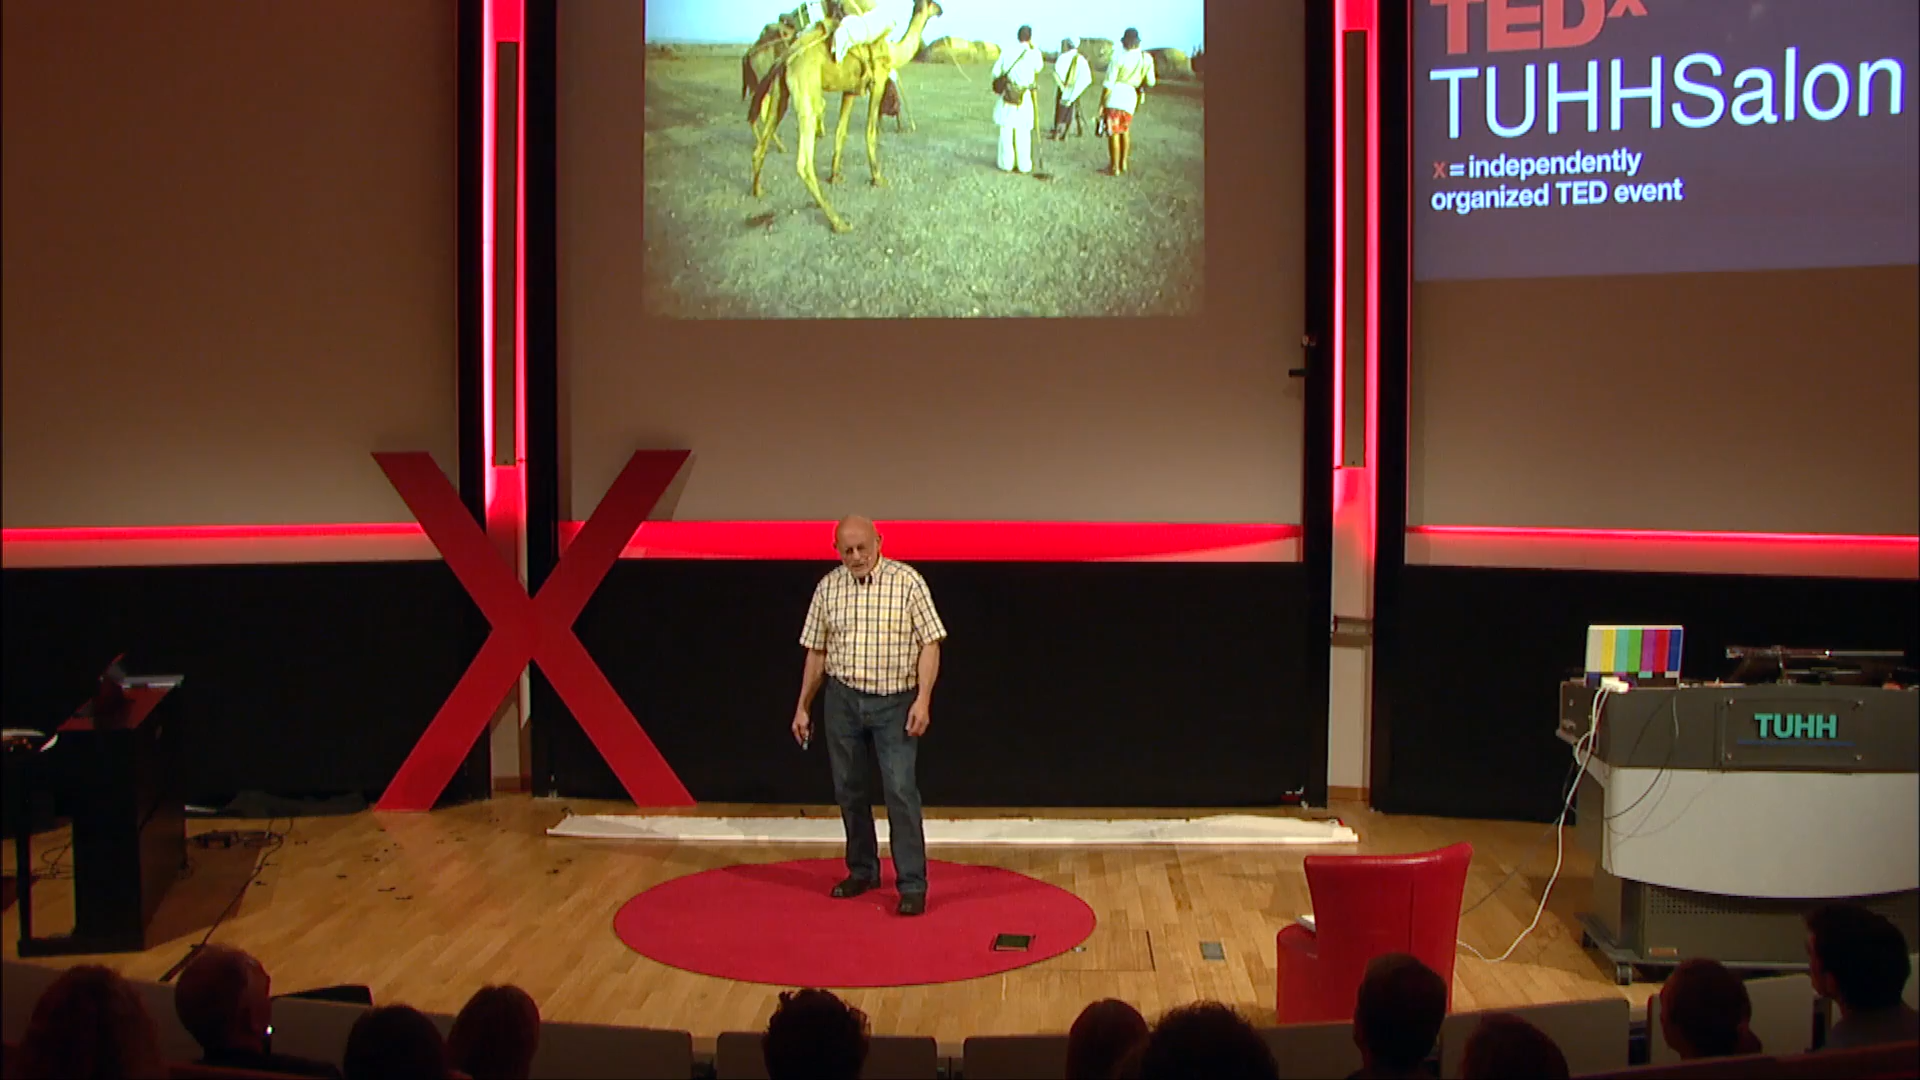 TEDx
TUHHSalon
x = independently
organized TED event
TUHH